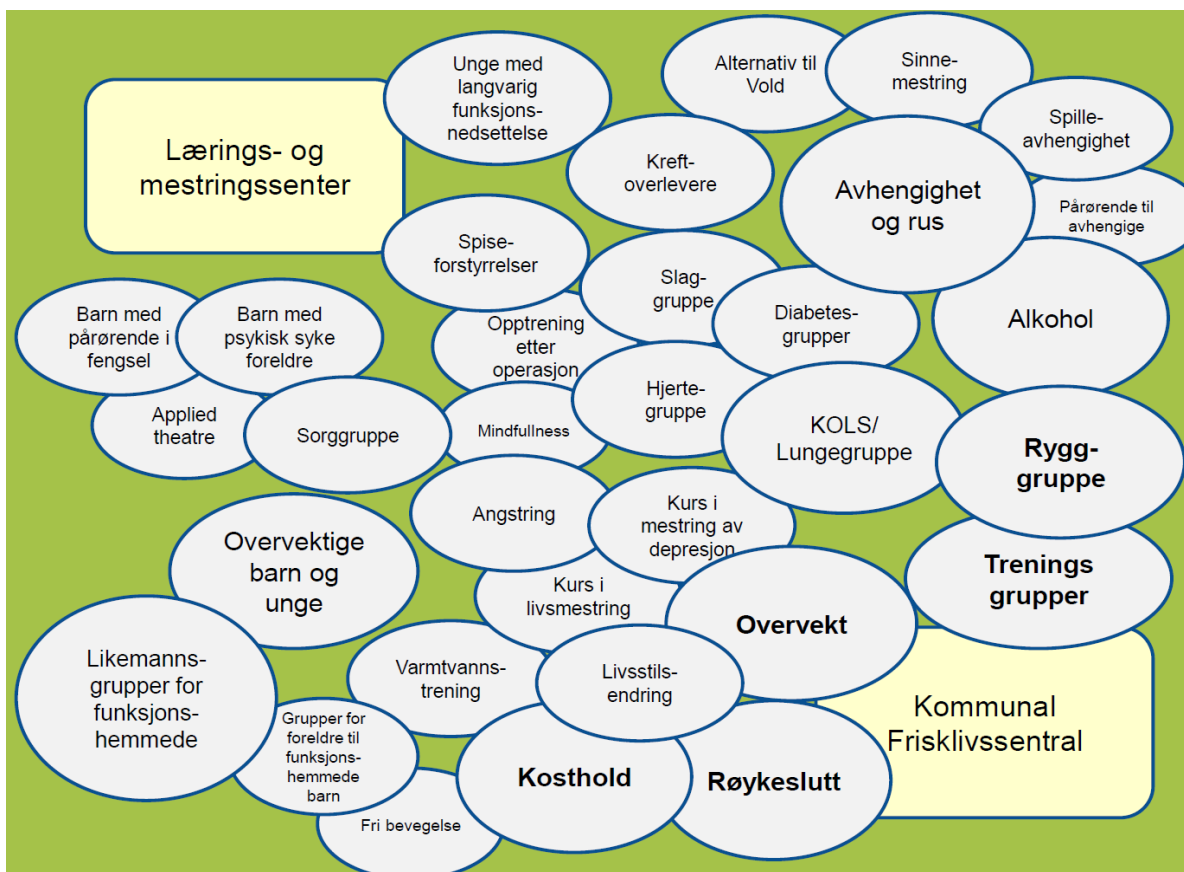 Unge med
langvarig
funksjons-
nedsettelse
Alternativ til
Vold
Sinne-
mestring
Spille-
avhengighet
Lærings- og
mestringssenter
Kreft-
overlevere
Avhengighet
og rus
Pårørende til
avhengige
Spise-
forstyrrelser
Slag-
gruppe
Diabetes-
grupper
Alkohol
Barn med
pårørende i
fengsel
Barn med
psykisk syke
foreldre
Opptrening
etter
operasjon
Hjerte-
gruppe
Applied
theatre
Sorggruppe
Mindfullness
KOLS/
Lungegruppe
Rygg-
gruppe
Angstring
Kurs i
mestring av
depresjon
Overvektige
barn og
unge
Kurs i
livsmestring
Overvekt
Trenings
grupper
Likemanns-
grupper for
funksjons-
hemmede
Varmtvanns-
trening
Livsstils-
endring
Kommunal
Frisklivssentral
Grupper for
foreldre til
funksjons-
hemmede
barn
Kosthold
Røykeslutt
Fri bevegelse